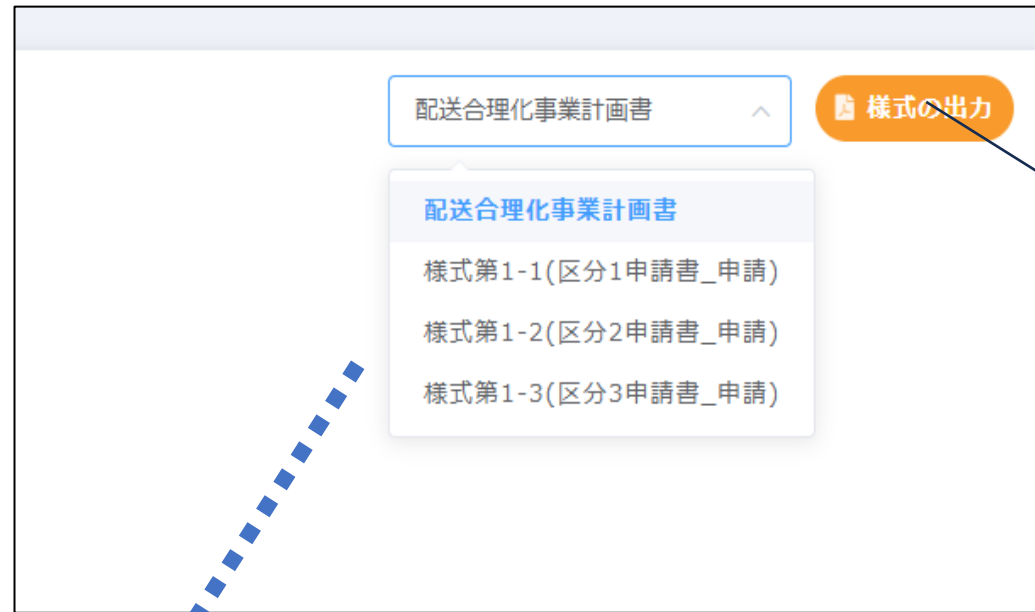 配送合理化事業計画書
様式の出力
配送合理化事業計画書
様式第1-1(区分1申請書_申請)
様式第1-2(区分2申請書_申請)
様式第1-3(区分3申請書_申請)